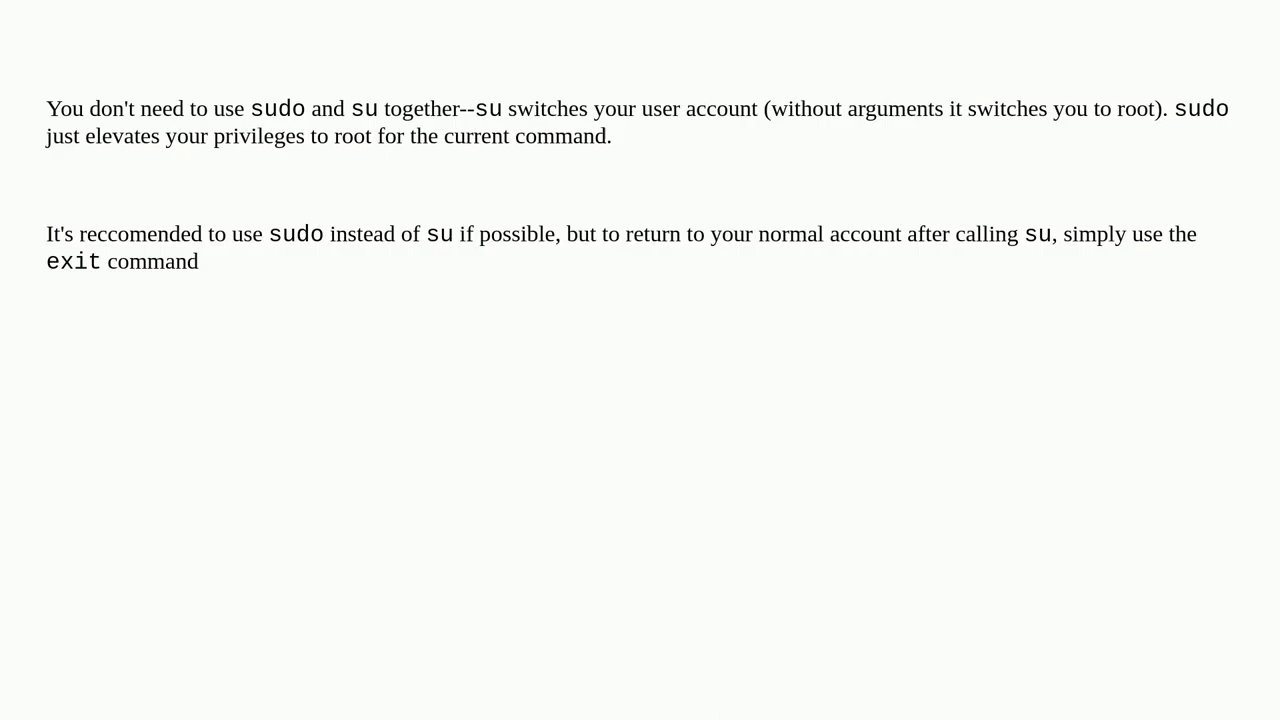 You don't need to use sudo and su together--su switches your user account (without arguments it switches you to root). sudo
just elevates your privileges to root for the current command.
It's reccomended to use sudo instead of su if possible, but to return to your normal account after calling su, simply use the
exit command